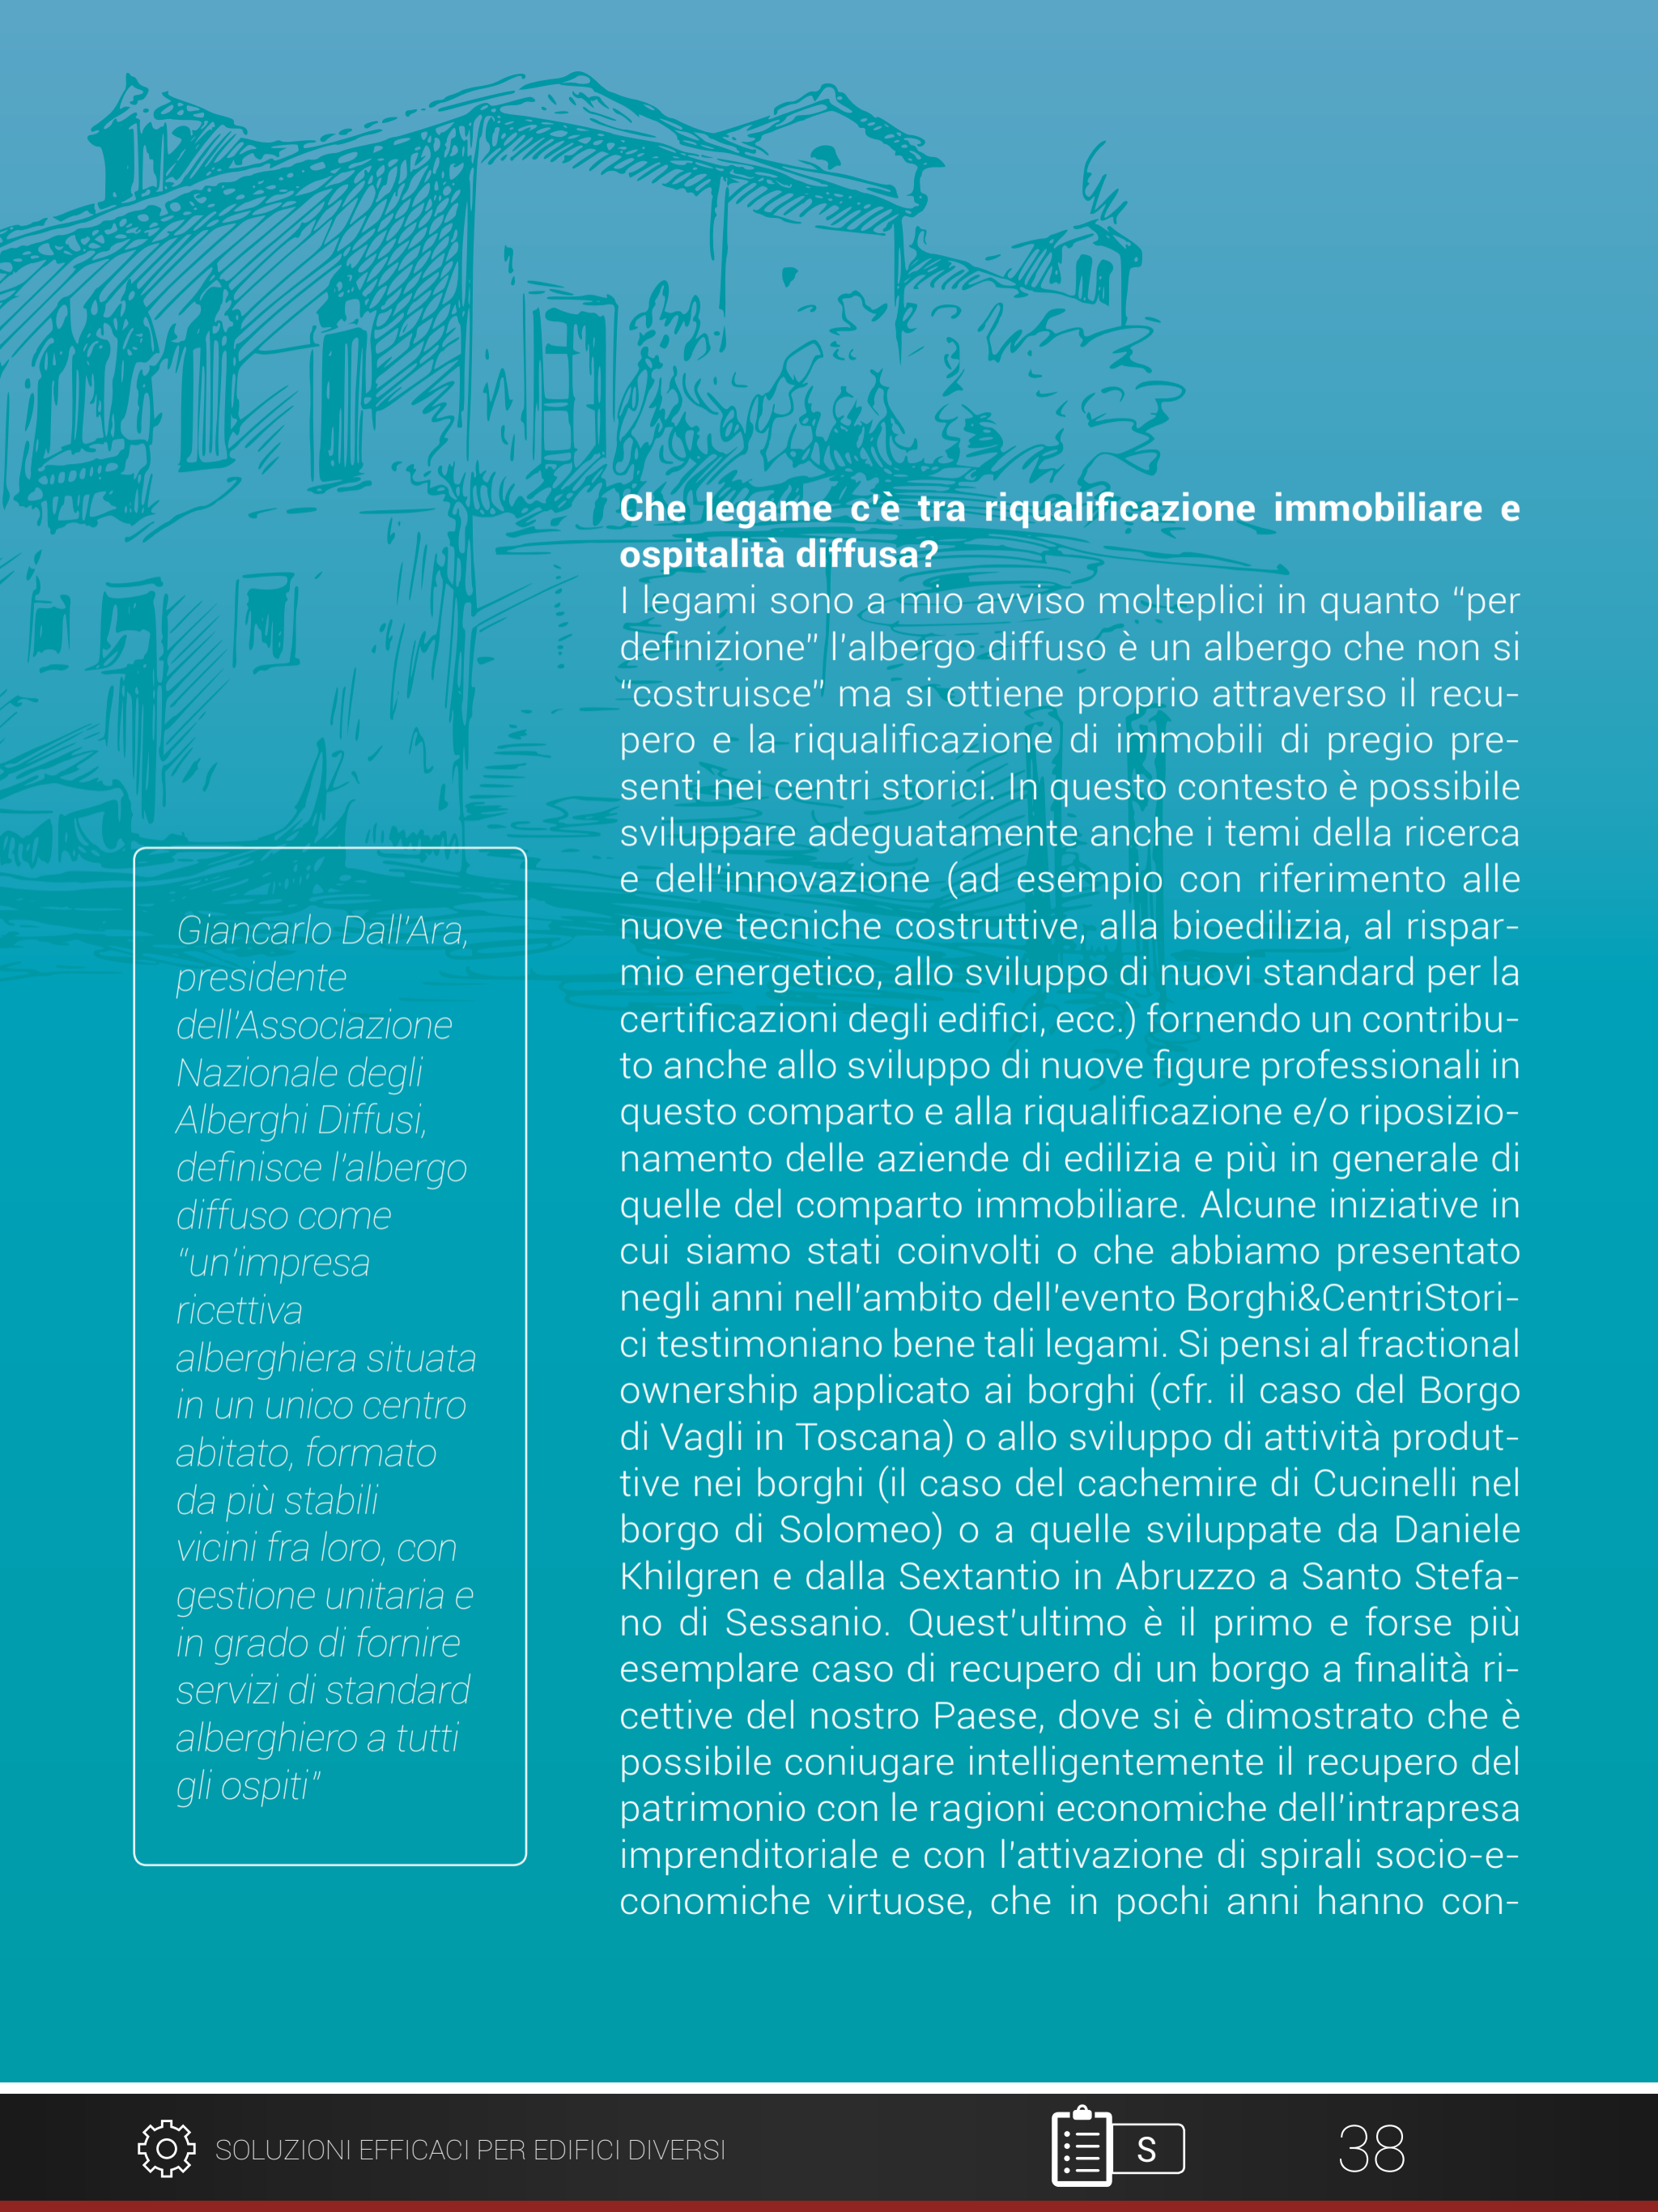 Che legame c'è tra riqualificazione immobiliare e
ospitalità diffusa?
I legami sono a mio avviso molteplici in quanto “per
definizione” l'albergo diffuso è un albergo che non si
“costruisce” ma si ottiene proprio attraverso il recu-
pero e la riqualificazione di immobili di pregio pre-
senti nei centri storici. In questo contesto è possibile
sviluppare adeguatamente anche i temi della ricerca
e dell'innovazione (ad esempio con riferimento alle
nuove tecniche costruttive, alla bioedilizia, al rispar-
mio energetico, allo sviluppo di nuovi standard per la
certificazioni degli edifici, ecc.) fornendo un contribu-
to anche allo sviluppo di nuove figure professionali in
questo comparto e alla riqualificazione e/o riposizio-
namento delle aziende di edilizia e più in generale di
quelle del comparto immobiliare. Alcune iniziative in
cui siamo stati coinvolti o che abbiamo presentato
negli anni nell'ambito dell'evento Borghi&CentriStori-
ci testimoniano bene tali legami. Si pensi al fractional
ownership applicato ai borghi (cfr. il caso del Borgo
di Vagli in Toscana) o allo sviluppo di attività produt-
tive nei borghi (il caso del cachemire di Cucinelli nel
borgo di Solomeo) o a quelle sviluppate da Daniele
Khilgren e dalla Sextantio in Abruzzo a Santo Stefa-
no di Sessanio. Quest'ultimo è il primo e forse più
esemplare caso di recupero di un borgo a finalità ri-
cettive del nostro Paese, dove si è dimostrato che è
possibile coniugare intelligentemente il recupero del
patrimonio con le ragioni economiche dell'intrapresa
imprenditoriale e con l'attivazione di spirali socio-e-
conomiche virtuose, che in pochi anni hanno con-
Giancarlo Dall'Ara,
presidente
dell'Associazione
Nazionale degli
Alberghi Diffusi,
definisce l'albergo
diffuso come
“un'impresa
ricettiva
alberghiera situata
in un unico centro
abitato, formato
da più stabili
vicini fra loro, con
gestione unitaria e
in grado di fornire
servizi di standard
alberghiero a tutti
gli ospiti”
SOLUZIONI EFFICACI PER EDIFICI DIVERSI
S
38